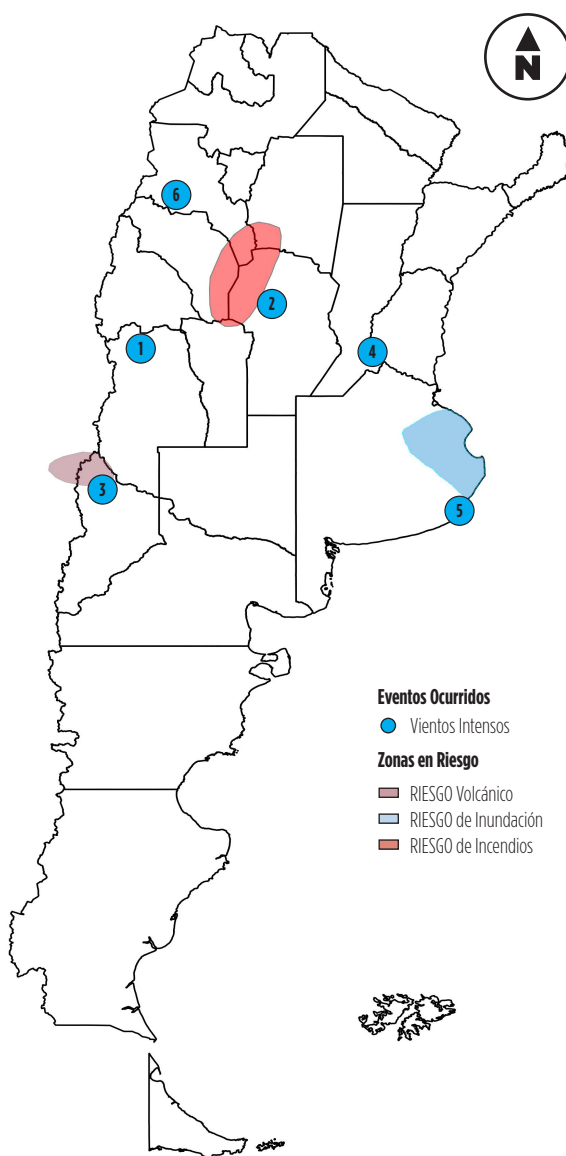 N
6
2
1
4
3
5
Eventos Ocurridos
Vientos Intensos
Zonas en Riesgo
RIESGO Volcánico
RIESGO de Inundación
RIESGO de Incendios